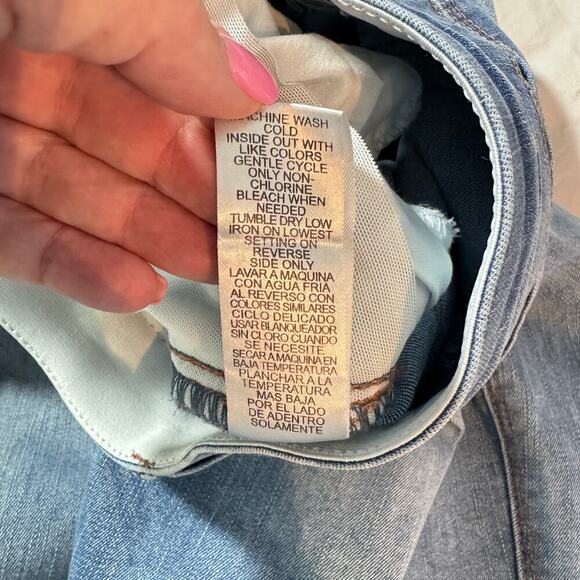 MACHINE WASH
COLD
INSIDE OUT WITH
LIKE COLORS
GENTLE CYCLE
ONLY NON-
CHLORINE
BLEACH WHEN
NEEDED
TUMBLE DRY LOW
IRON ON LOWEST
SETTING ON
REVERSE
SIDE ONLY
LAVAR A MAQUINA
CON AGUA FRIA
AL REVERSO CON
COLORES SIMILARES
CICLO DELICADO
USAR BLANQUEADOR
SIN CLORO CUANDO
SE NECESITE
SECAR A MAQUINA EN
BAJA TEMPERATURA
PLANCHAR A LA
TEMPERATURA
MAS BAJA
POR EL LADO
DE ADENTRO
SOLAMENTE